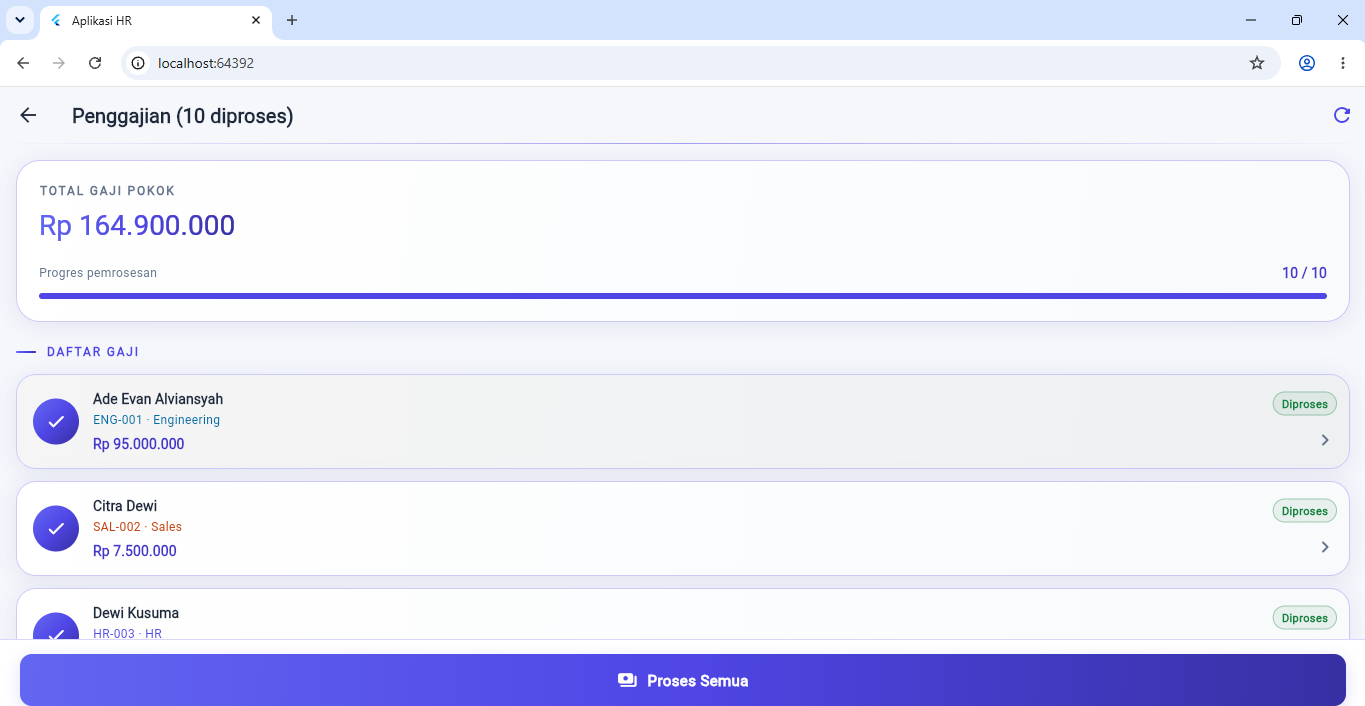 Aplikasi HR
localhost:64392
Penggajian (10 diproses)
TOTAL GAJI POKOK
Rp 164.900.000
Progres pemrosesan
10 / 10
DAFTAR GAJI
Ade Evan Alviansyah
Diproses
ENG-001 · Engineering
Rp 95.000.000
Citra Dewi
Diproses
SAL-002 · Sales
Rp 7.500.000
Dewi Kusuma
Diproses
HR-003 · HR
Proses Semua